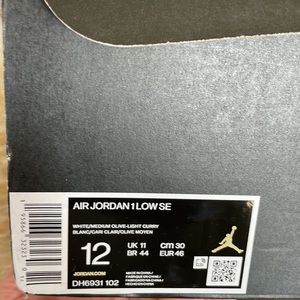 AIR JORDAN 1 LOW SE
WHITE/MEDIUM OLIVE-LIGHT CURRY
BLANC/CARI CLAIR/OLIVE MOYEN
12
UK 11
CM 30
BR 44
EUR 46
JORDAN.COM
DH6931 102